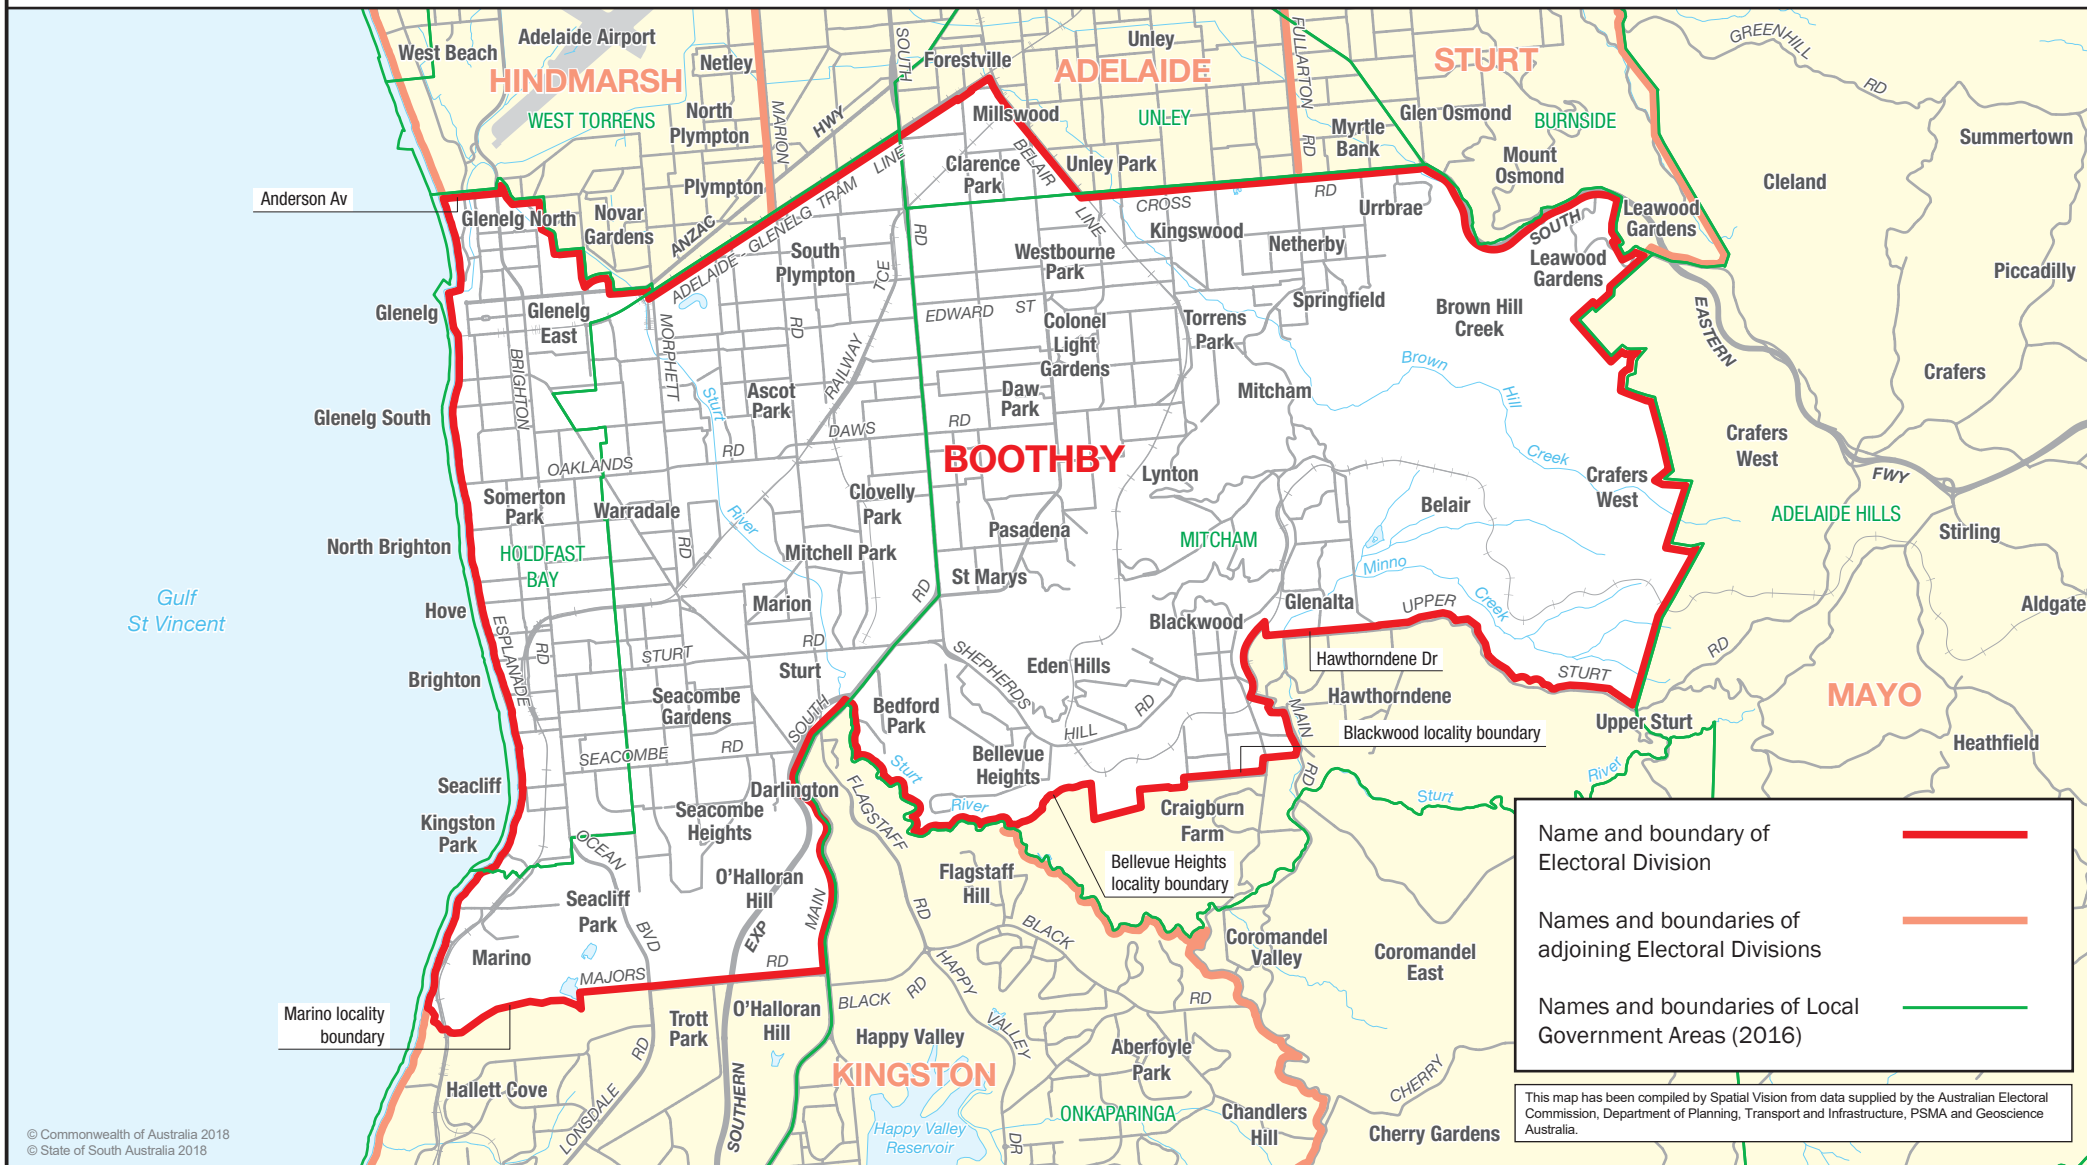 West Beach
Adelaide Airport
HINDMARSH
WEST TORRENS
Netley
North
Plympton
Plympton
MARION
HWY
ANZAC
SOUTH
Forestville
ADELAIDE
Unley
UNLEY
FULLARTON
RD
STURT
Glen Osmond
BURNSIDE
Myrtle
Bank
Mount
Osmond
GREENHILL
RD
Summertown
Cleland
Piccadilly
Anderson Av
Glenelg North
Novar
Gardens
ADELAIDE - GLENELG TRAM LINE
Millswood
Clarence
Park
BELAIR
LINE
Unley Park
CROSS
RD
Urrbrae
SOUTH
Leawood
Gardens
Leawood
Gardens
EASTERN
FWY
Glenelg
Glenelg
East
South
Plympton
RD
TCE
RAILWAY
RD
Westbourne
Park
Kingswood
Netherby
Springfield
Brown Hill
Creek
EDWARD ST
Colonel
Light
Gardens
Torrens
Park
Mitcham
Brown
Hill
Creek
Crafers
Crafers
West
Crafers
West
BRIGHTON
RD
MORPHETT
RD
Sturt
River
Ascot
Park
DAWS
RD
Daw
Park
BOOTHBY
Glenelg South
OAKLANDS
RD
Somerton
Park
Warradale
Clovelly
Park
Lynton
Belair
ADELAIDE HILLS
Stirling
North Brighton
HOLDFAST
BAY
Mitchell Park
Pasadena
MITCHAM
Minno
Creek
Gulf
St Vincent
Hove
ESPLANADE
Marion
St Marys
RD
Blackwood
Glenalta
UPPER
STURT
RD
Aldgate
Brighton
STURT
RD
Sturt
SHEPHERDS
HILL
RD
Eden Hills
Hawthorndene Dr
Hawthorndene
MAIN
RD
MAYO
Seacombe
Gardens
SOUTH
Bedford
Park
Upper Sturt
Blackwood locality boundary
Heathfield
SEACOMBE
RD
Bellevue
Heights
Seacliff
Darlington
Sturt
River
Sturt
River
Kingston
Park
Seacombe
Heights
FLAGSTAFF
RD
Craigburn
Farm
Bellevue Heights
locality boundary
OCEAN
BVD
O'Halloran
Hill
Flagstaff
Hill
Seacliff
Park
MAIN
EXP
BLACK
RD
Coromandel
Valley
Coromandel
East
Marino
MAJORS
RD
HAPPY
VALLEY
DR
BLACK
RD
Marino locality
boundary
Trott
Park
O'Halloran
Hill
Happy Valley
KINGSTON
Aberfoyle
Park
Hallett Cove
LONSDALE
RD
SOUTHERN
Happy Valley
Reservoir
ONKAPARINGA
Chandlers
Hill
CHERRY
Cherry Gardens
Name and boundary of
Electoral Division
Names and boundaries of
adjoining Electoral Divisions
Names and boundaries of Local
Government Areas (2016)
This map has been compiled by Spatial Vision from data supplied by the Australian Electoral
Commission, Department of Planning, Transport and Infrastructure, PSMA and Geoscience
Australia.
© Commonwealth of Australia 2018
© State of South Australia 2018